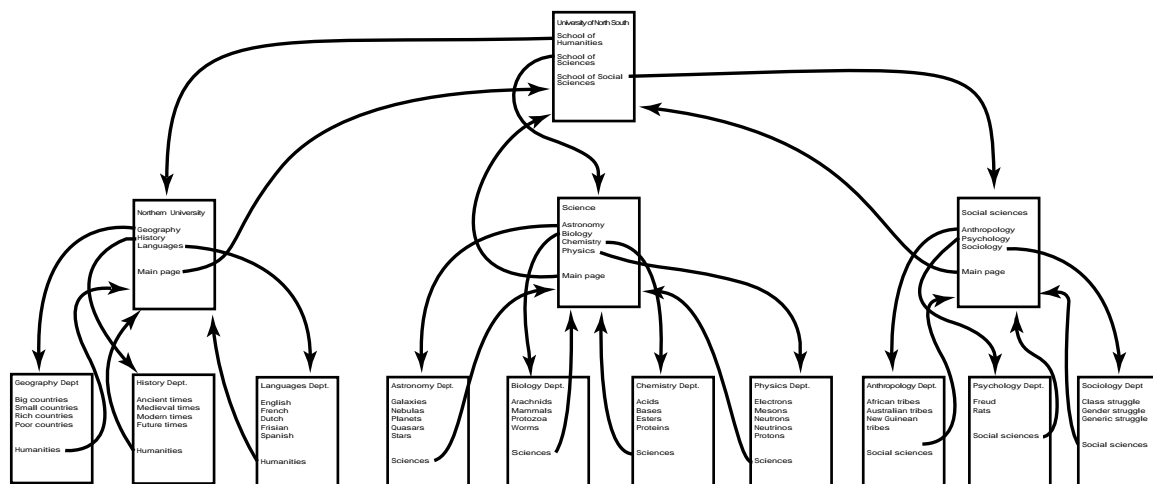 University of North South
School of
Humanities
School of
Sciences
School of Social
Sciences
Northern University
Geography
History
Languages
Main page
Science
Astronomy
Biology
Chemistry
Physics
Main page
Social sciences
Anthropology
Psychology
Sociology
Main page
Geography Dept
Big countries
Small countries
Rich countries
Poor countries
Humanities
History Dept.
Ancient times
Medieval times
Modern times
Future times
Humanities
Languages Dept.
English
French
Dutch
Frisian
Spanish
Humanities
Astronomy Dept.
Galaxies
Nebulas
Planets
Quasars
Stars
Sciences
Biology Dept.
Arachnids
Mammals
Protozoa
Worms
Sciences
Chemistry Dept.
Acids
Bases
Esters
Proteins
Sciences
Physics Dept.
Electrons
Mesons
Neutrons
Neutrinos
Protons
Sciences
Anthropology Dept.
African tribes
Australian tribes
New Guinean
tribes
Social sciences
Psychology Dept.
Freud
Rats
Social sciences
Sociology Dept
Class struggle
Gender struggle
Generic struggle
Social sciences